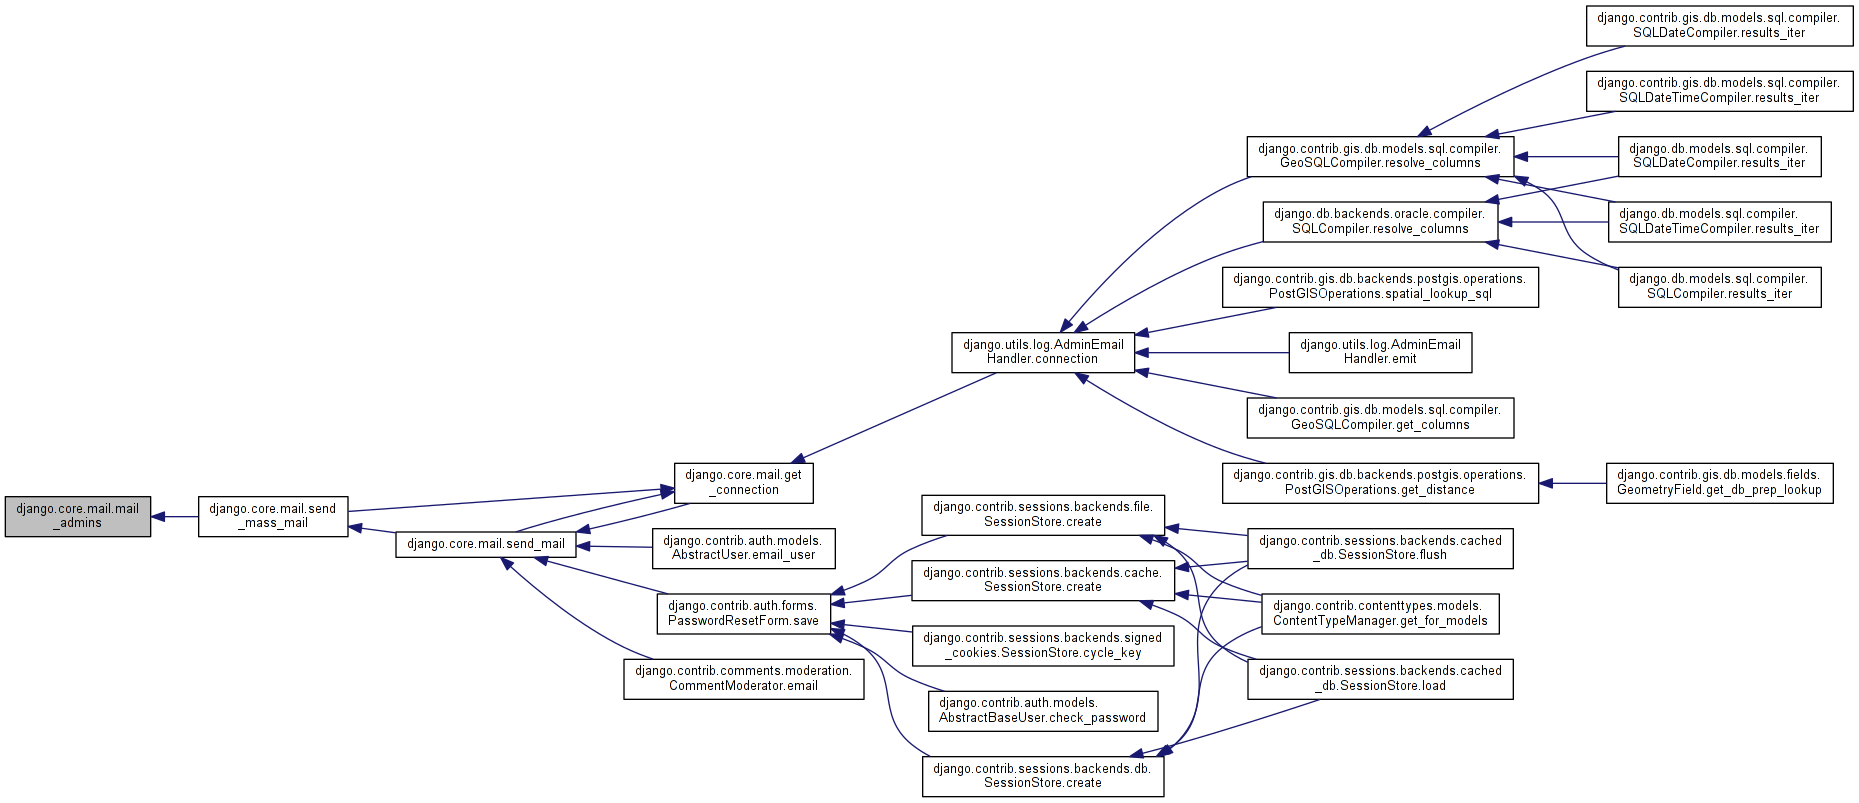 django.core.mail.mail
_admins
django.core.mail.send
_mass_mail
django.core.mail.get
_connection
django.core.mail.send_mail
django.contrib.auth.models.
AbstractUser.email_user
django.contrib.auth.forms.
PasswordResetForm.save
django.contrib.comments.moderation.
CommentModerator.email
django.utils.log.AdminEmail
Handler.connection
django.contrib.sessions.backends.file.
SessionStore.create
django.contrib.sessions.backends.cache.
SessionStore.create
django.contrib.sessions.backends.signed
_cookies.SessionStore.cycle_key
django.contrib.auth.models.
AbstractBaseUser.check_password
django.contrib.sessions.backends.db.
SessionStore.create
django.contrib.gis.db.models.sql.compiler.
GeoSQLCompiler.resolve_columns
django.db.backends.oracle.compiler.
SQLCompiler.resolve_columns
django.contrib.gis.db.backends.postgis.operations.
PostGISOperations.spatial_lookup_sql
django.utils.log.AdminEmail
Handler.emit
django.contrib.gis.db.models.sql.compiler.
GeoSQLCompiler.get_columns
django.contrib.gis.db.backends.postgis.operations.
PostGISOperations.get_distance
django.contrib.sessions.backends.cached
_db.SessionStore.flush
django.contrib.contenttypes.models.
ContentTypeManager.get_for_models
django.contrib.sessions.backends.cached
_db.SessionStore.load
django.contrib.gis.db.models.sql.compiler.
SQLDateCompiler.results_iter
django.contrib.gis.db.models.sql.compiler.
SQLDateTimeCompiler.results_iter
django.db.models.sql.compiler.
SQLDateCompiler.results_iter
django.db.models.sql.compiler.
SQLDateTimeCompiler.results_iter
django.db.models.sql.compiler.
SQLCompiler.results_iter
django.contrib.gis.db.models.fields.
GeometryField.get_db_prep_lookup